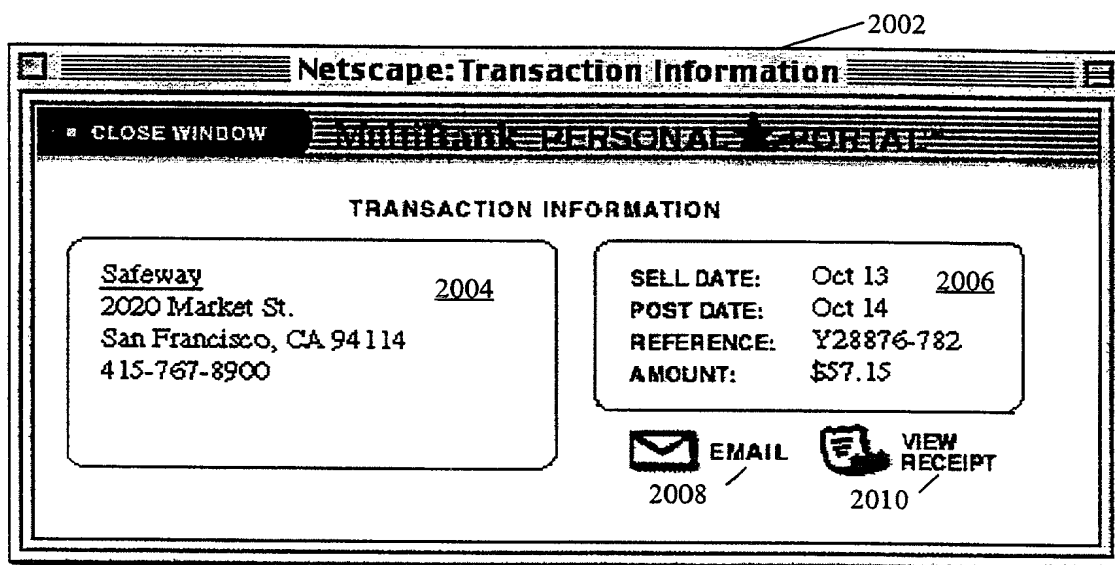 2002
Netscape: Transaction Information
CLOSE WINDOW MultiBank PERSONAL PORTAL
TRANSACTION INFORMATION
Safeway 2004
2020 Market St.
San Francisco, CA 94114
415-767-8900
SELL DATE: Oct 13 2006
POST DATE: Oct 14
REFERENCE: Y28876-782
AMOUNT: $57.15
EMAIL
2008
VIEW
RECEIPT
2010